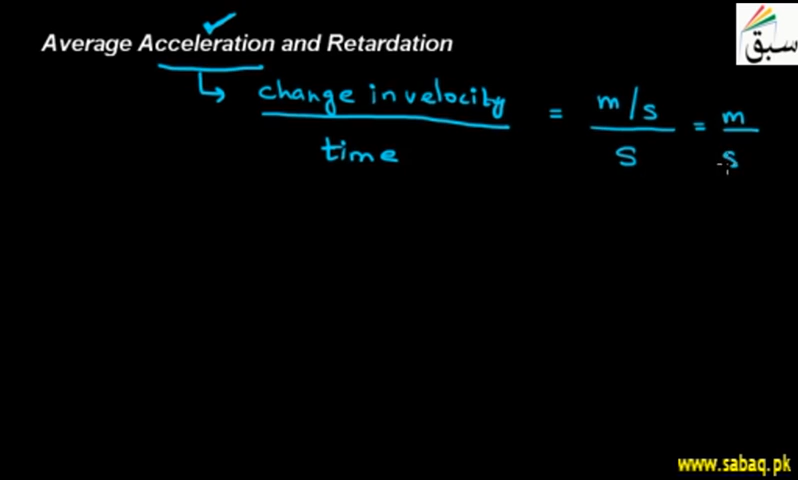 سبق
Average Acceleration and Retardation
change in velocity = m/s = m
time S s
www.sabaq.pk